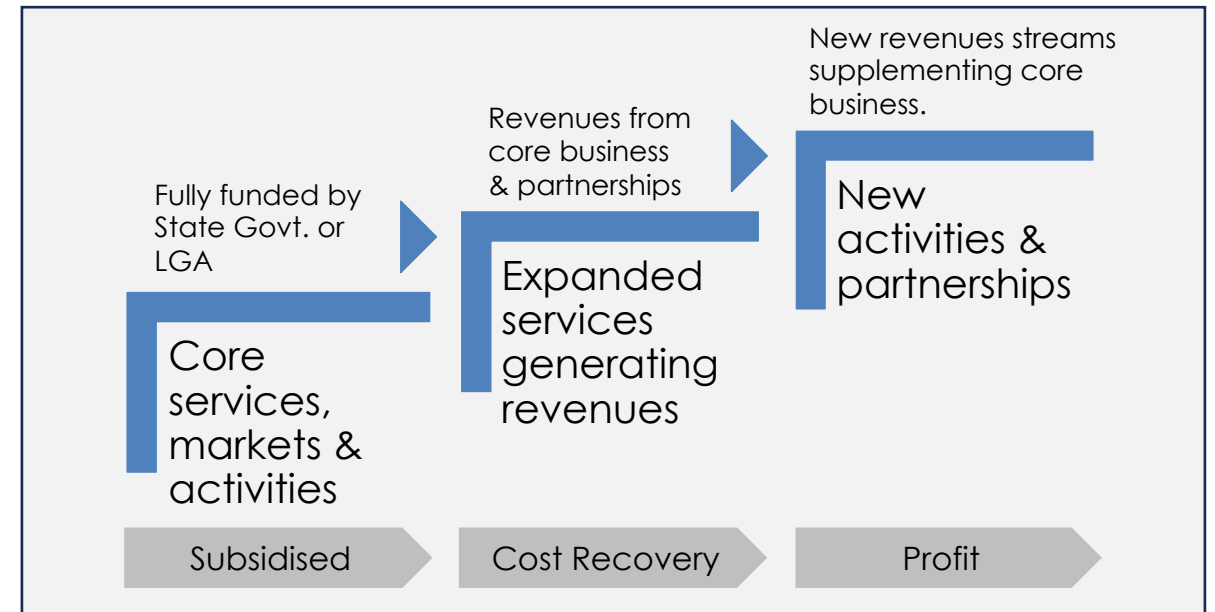 Fully funded by
State Govt. or
LGA
Core
services,
markets &
activities
Subsidised
Revenues from
core business
& partnerships
Expanded
services
generating
revenues
Cost Recovery
New revenues streams
supplementing core
business.
New
activities &
partnerships
Profit